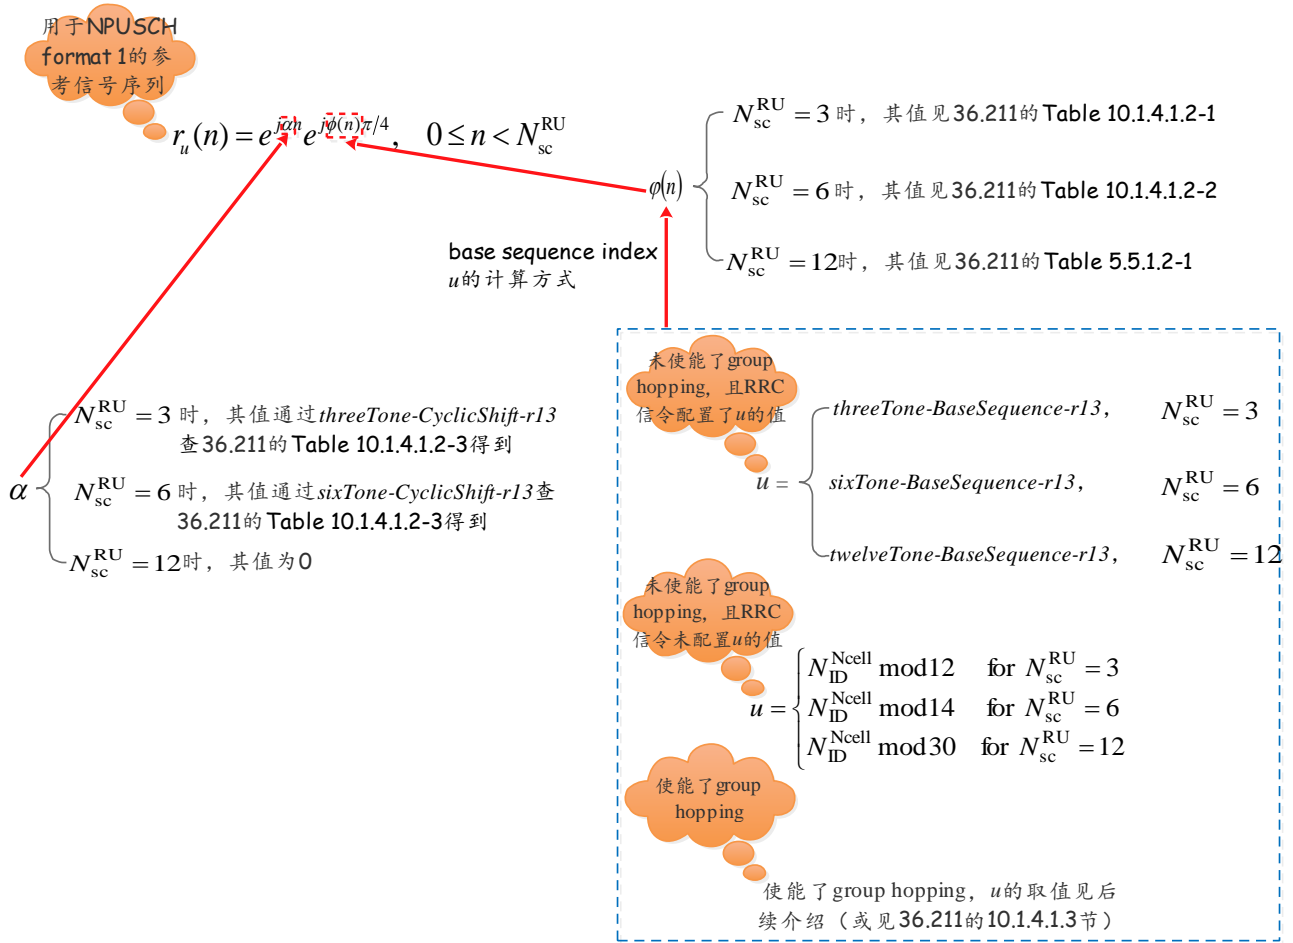 用于NPUSCH
format 1的参
考信号序列
r_u(n) = e^{jαn} e^{jϕ(n)π/4}, 0 ≤ n < N_sc^RU
φ(n)
N_sc^RU = 3时，其值见36.211的Table 10.1.4.1.2-1
N_sc^RU = 6时，其值见36.211的Table 10.1.4.1.2-2
N_sc^RU = 12时，其值见36.211的Table 5.5.1.2-1
base sequence index
u的计算方式
α
N_sc^RU = 3时，其值通过threeTone-CyclicShift-r13
查36.211的Table 10.1.4.1.2-3得到
N_sc^RU = 6时，其值通过sixTone-CyclicShift-r13查
36.211的Table 10.1.4.1.2-3得到
N_sc^RU = 12时，其值为0
未使能了group
hopping，且RRC
信令配置了u的值
u =
threeTone-BaseSequence-r13, N_sc^RU = 3
sixTone-BaseSequence-r13, N_sc^RU = 6
twelveTone-BaseSequence-r13, N_sc^RU = 12
未使能了group
hopping，且RRC
信令未配置u的值
u =
N_ID^Ncell mod12 for N_sc^RU = 3
N_ID^Ncell mod14 for N_sc^RU = 6
N_ID^Ncell mod30 for N_sc^RU = 12
使能了group
hopping
使能了group hopping，u的取值见后
续介绍（或见36.211的10.1.4.1.3节）